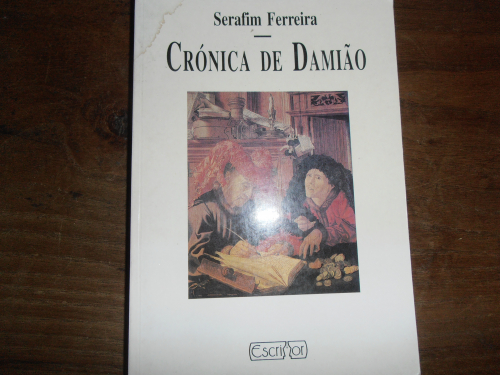 Serafim Ferreira
CRÓNICA DE DAMIÃO
Escritor